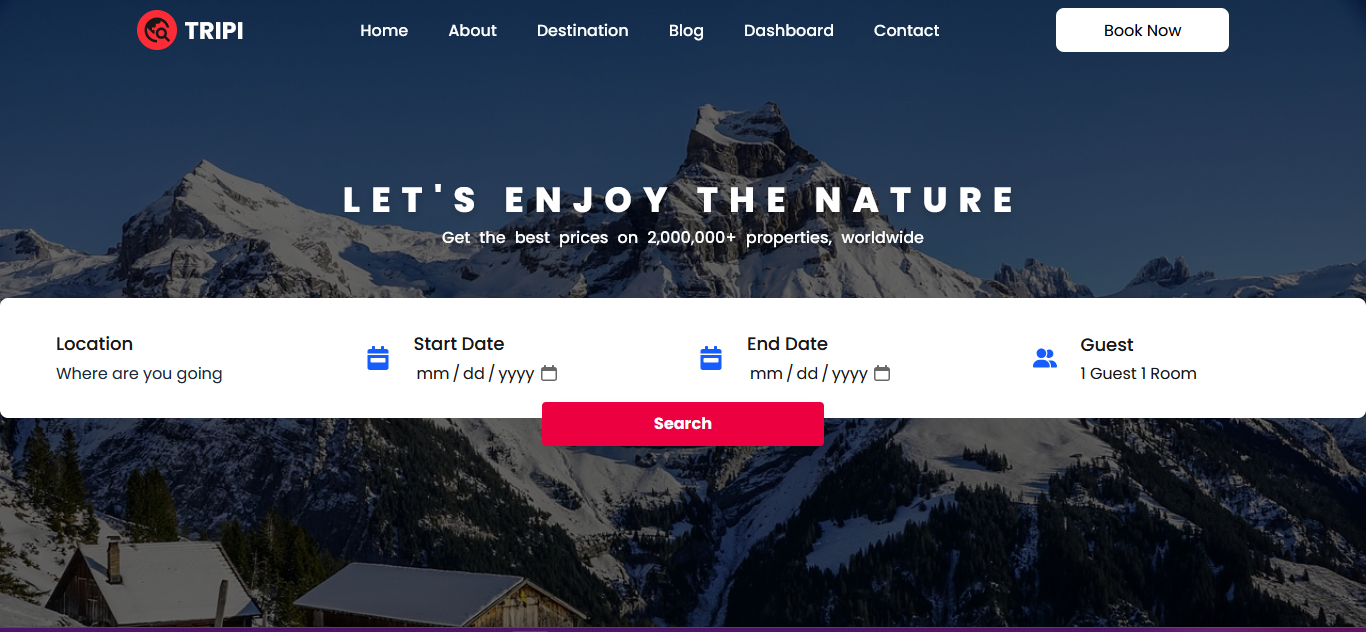 TRIPI Home About Destination Blog Dashboard Contact Book Now
LET'S ENJOY THE NATURE
Get the best prices on 2,000,000+ properties, worldwide
Location Start Date End Date Guest
Where are you going mm / dd / yyyy mm / dd / yyyy 1 Guest 1 Room
Search